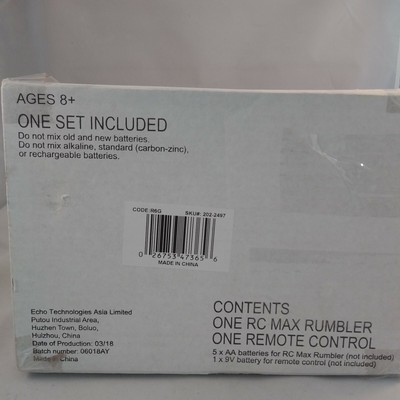 AGES 8+
ONE SET INCLUDED
Do not mix old and new batteries.
Do not mix alkaline, standard (carbon-zinc),
or rechargeable batteries.
CODE:R6G SKU#: 202-2497
0 26753 47365 6
MADE IN CHINA
Echo Technologies Asia Limited
Putou Industrial Area,
Huzhen Town, Boluo,
Huizhou, China
Date of Production: 03/18
Batch number: 06018AY
Made in China
CONTENTS
ONE RC MAX RUMBLER
ONE REMOTE CONTROL
5 x AA batteries for RC Max Rumbler (not included)
1 x 9V battery for remote control (not included)